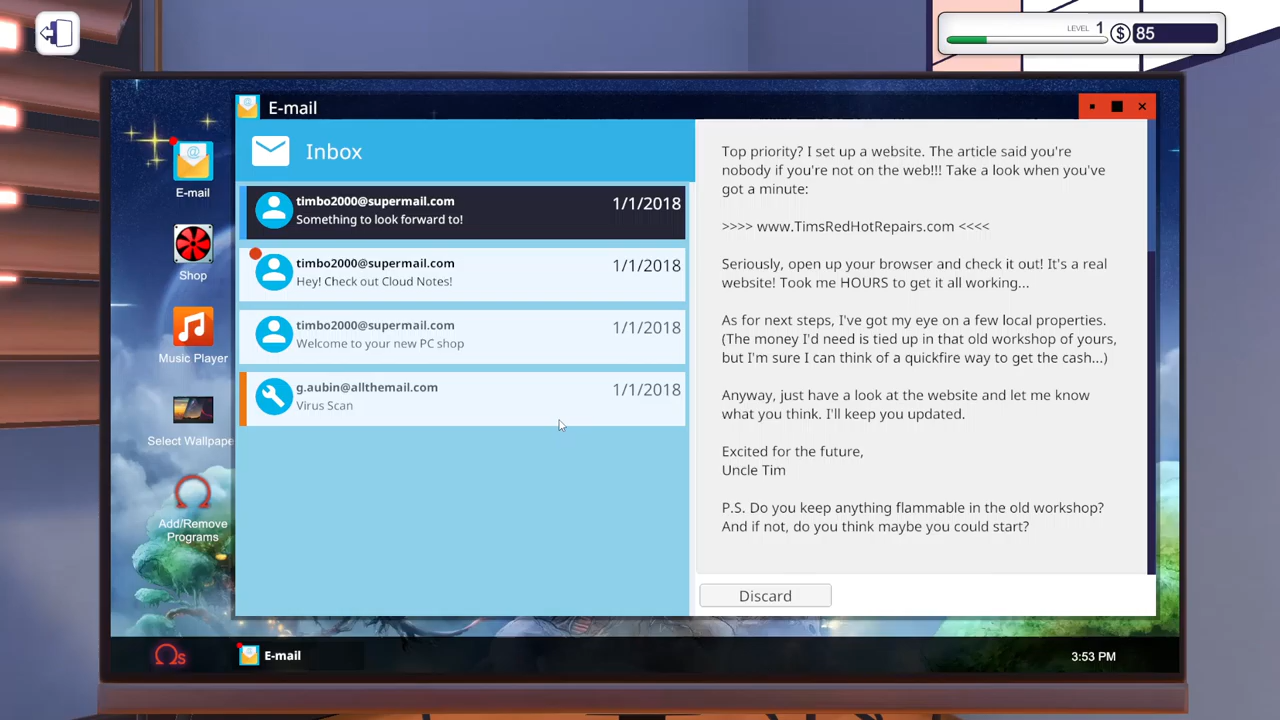 LEVEL 1 $ 85
E-mail
Inbox
timbo2000@supermail.com 1/1/2018
Something to look forward to!
timbo2000@supermail.com 1/1/2018
Hey! Check out Cloud Notes!
timbo2000@supermail.com 1/1/2018
Welcome to your new PC shop
g.aubin@allthemail.com 1/1/2018
Virus Scan
Top priority? I set up a website. The article said you're
nobody if you're not on the web!!! Take a look when you've
got a minute:
>>>> www.TimsRedHotRepairs.com <<<<
Seriously, open up your browser and check it out! It's a real
website! Took me HOURS to get it all working...
As for next steps, I've got my eye on a few local properties.
(The money I'd need is tied up in that old workshop of yours,
but I'm sure I can think of a quickfire way to get the cash...)
Anyway, just have a look at the website and let me know
what you think. I'll keep you updated.
Excited for the future,
Uncle Tim
P.S. Do you keep anything flammable in the old workshop?
And if not, do you think maybe you could start?
Discard
E-mail
Shop
Music Player
Select Wallpape
Add/Remove
Programs
Ωs
E-mail
3:53 PM